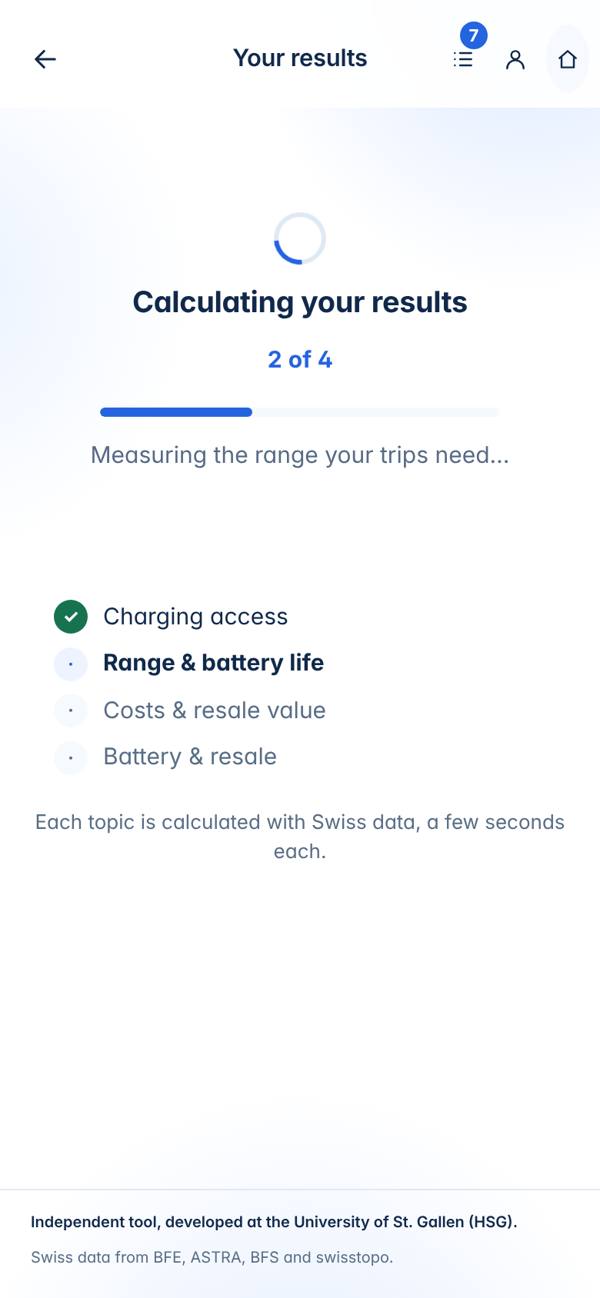 Your results
7
Calculating your results
2 of 4
Measuring the range your trips need...
Charging access
Range & battery life
Costs & resale value
Battery & resale
Each topic is calculated with Swiss data, a few seconds
each.
Independent tool, developed at the University of St. Gallen (HSG).
Swiss data from BFE, ASTRA, BFS and swisstopo.